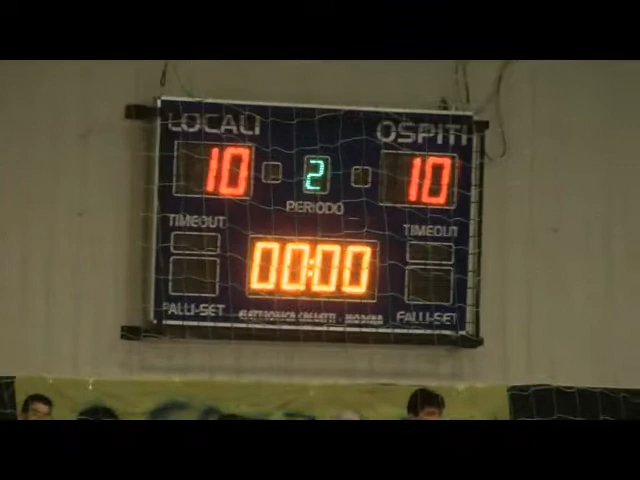 LOCALI OSPITI
10 2 10
PERIODO
TIMEOUT TIMEOUT
00:00
FALLI-SET FALLI-SET